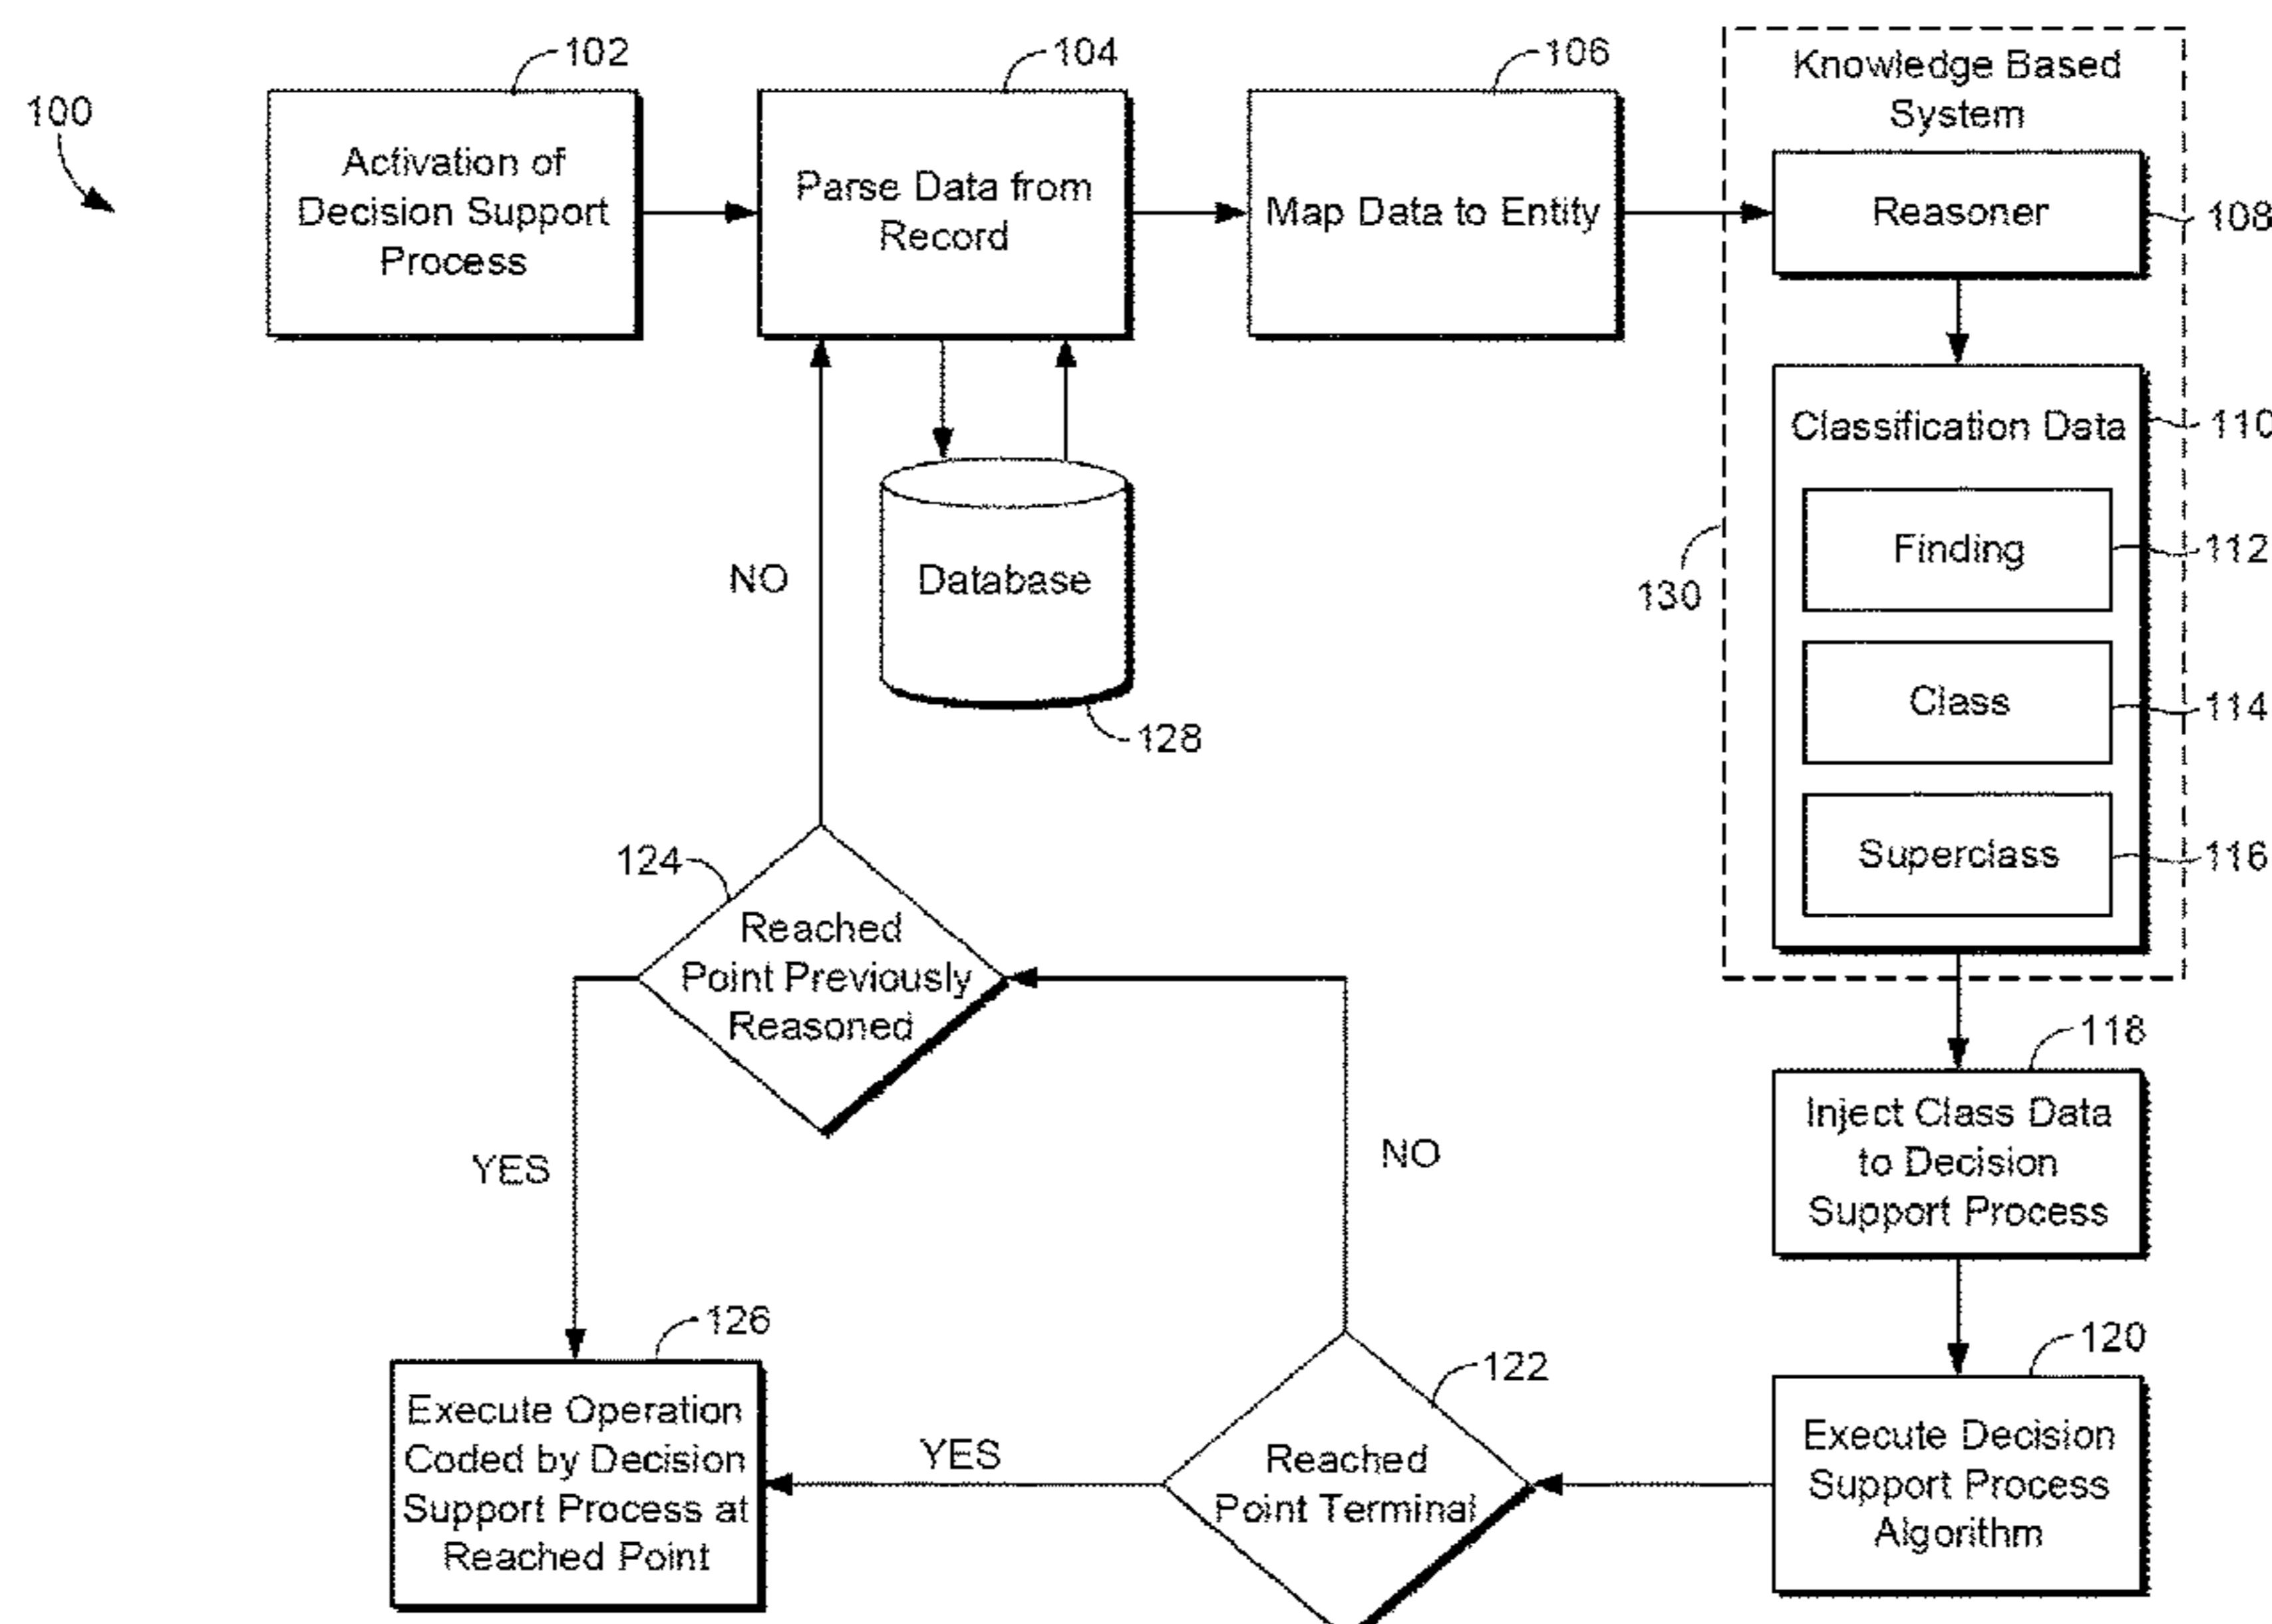 100
102
Activation of
Decision Support
Process
104
Parse Data from
Record
106
Map Data to Entity
Knowledge Based
System
Reasoner
108
Classification Data
110
Finding
112
Class
114
Superclass
116
130
Database
128
NO
124
Reached
Point Previously
Reasoned
YES
NO
118
Inject Class Data
to Decision
Support Process
120
Execute Decision
Support Process
Algorithm
122
Reached
Point Terminal
YES
126
Execute Operation
Coded by Decision
Support Process at
Reached Point